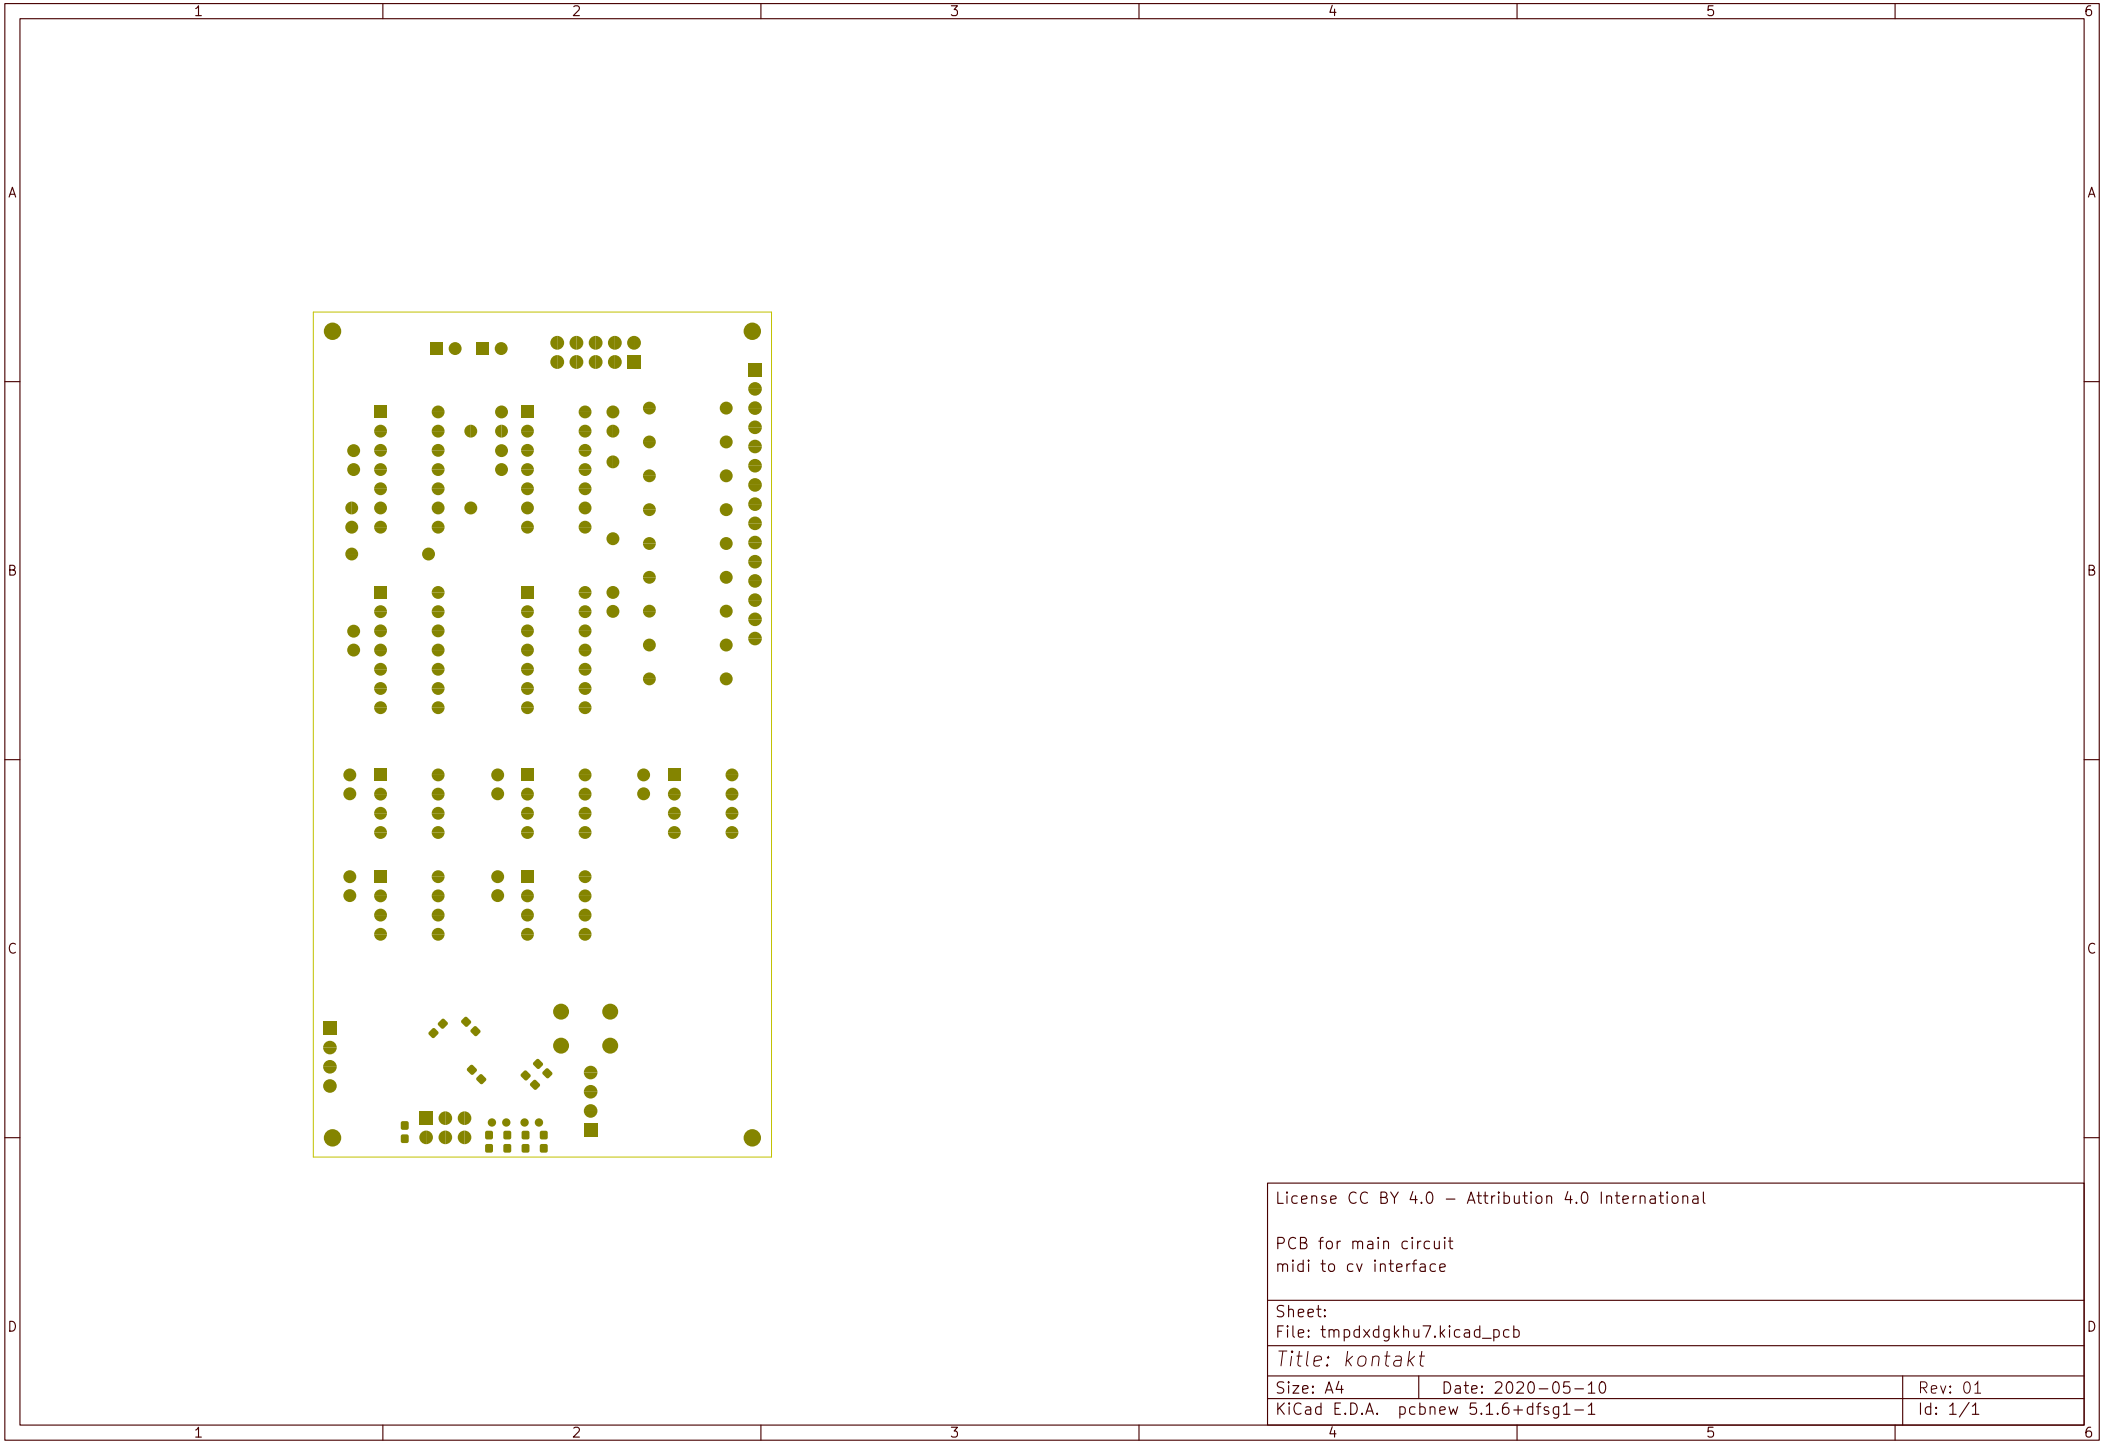 1 2 3 4 5 6
A A
B B
C C
D D
License CC BY 4.0 – Attribution 4.0 International
PCB for main circuit
midi to cv interface
Sheet:
File: tmpdxdgkhu7.kicad_pcb
Title: kontakt
Size: A4 Date: 2020-05-10 Rev: 01
KiCad E.D.A. pcbnew 5.1.6+dfsg1-1 Id: 1/1
1 2 3 4 5 6